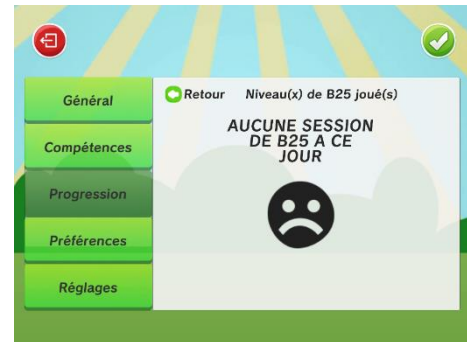 Général
Compétences
Progression
Préférences
Réglages
Retour Niveau(x) de B25 joué(s)
AUCUNE SESSION
DE B25 A CE
JOUR